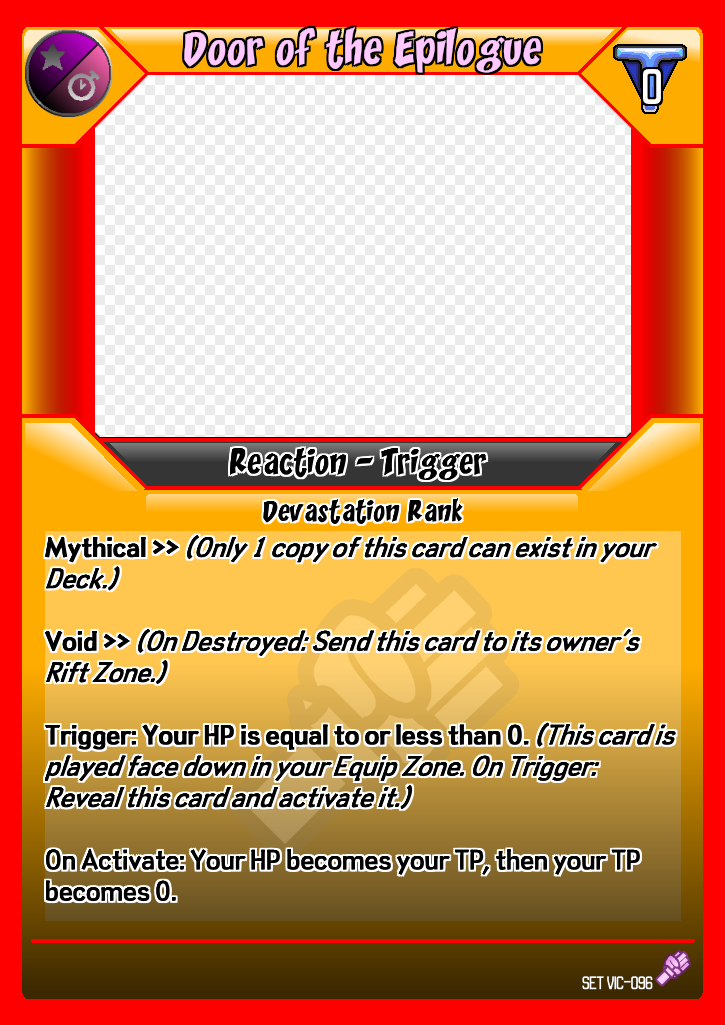 Door of the Epilogue
0
Reaction - Trigger
Devastation Rank
Mythical >> (Only 1 copy of this card can exist in your
Deck.)
Void >> (On Destroyed: Send this card to its owner's
Rift Zone.)
Trigger: Your HP is equal to or less than 0. (This card is
played face down in your Equip Zone. On Trigger:
Reveal this card and activate it.)
On Activate: Your HP becomes your TP, then your TP
becomes 0.
SET VIC-096